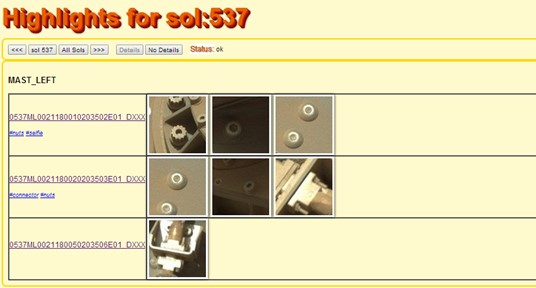 Highlights for sol:537
<<< sol 537 All Sols >>> Details No Details Status: ok
MAST_LEFT
0537ML0021180010203502E01_DXXX
#nuts #selfie
0537ML0021180020203503E01_DXXX
#connector #nuts
0537ML0021180050203506E01_DXXX